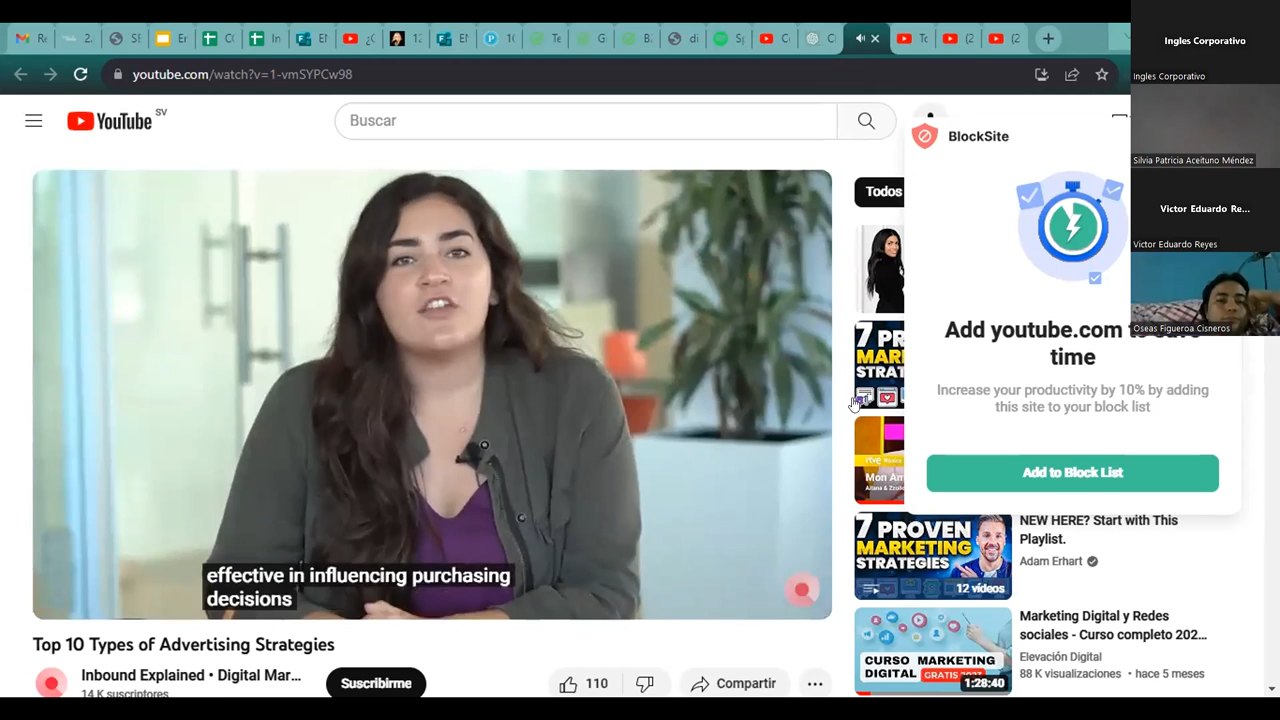 youtube.com/watch?v=1-vmSYPCw98
YouTube SV
Buscar
Todos
effective in influencing purchasing
decisions
Top 10 Types of Advertising Strategies
Inbound Explained • Digital Mar...
14 K suscriptores
Suscribirme
110
Compartir
BlockSite
Add youtube.com to save
time
Increase your productivity by 10% by adding
this site to your block list
Add to Block List
7 PROVEN
MARKETING
STRATEGIES
12 vídeos
NEW HERE? Start with This
Playlist.
Adam Erhart
CURSO MARKETING
DIGITAL GRATIS
1:28:40
Marketing Digital y Redes
sociales - Curso completo 202...
Elevación Digital
88 K visualizaciones • hace 5 meses
Ingles Corporativo
Ingles Corporativo
Silvia Patricia Aceituno Méndez
Victor Eduardo Re...
Victor Eduardo Reyes
Oseas Figueroa Cisneros